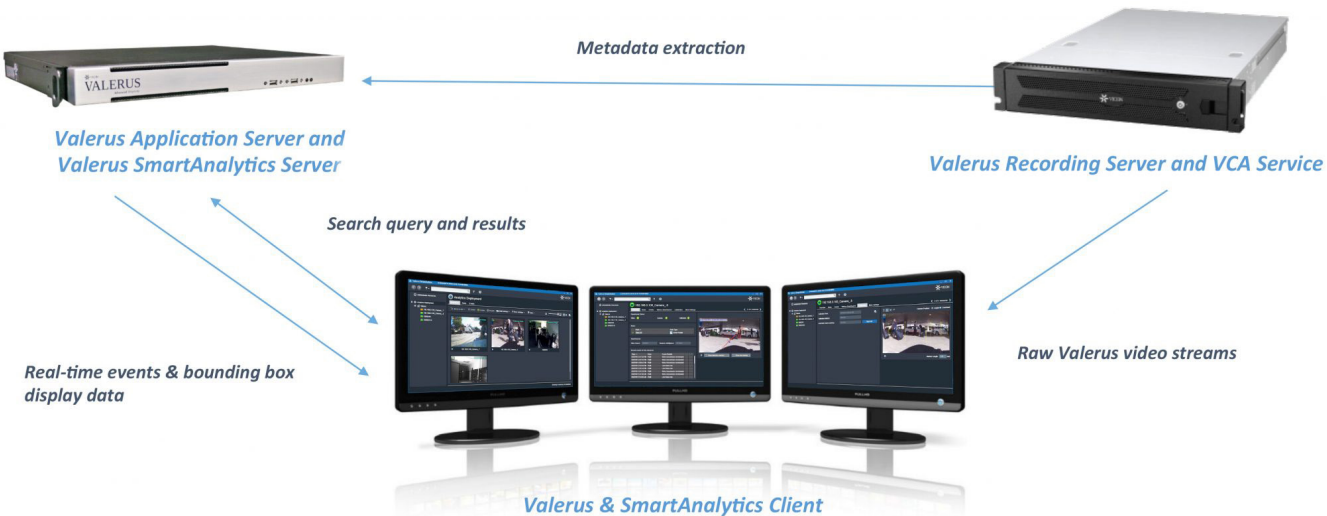 Metadata extraction
VALERUS
Valerus Application Server and
Valerus SmartAnalytics Server
VICON
Valerus Recording Server and VCA Service
Search query and results
Real-time events & bounding box
display data
Raw Valerus video streams
Valerus & SmartAnalytics Client